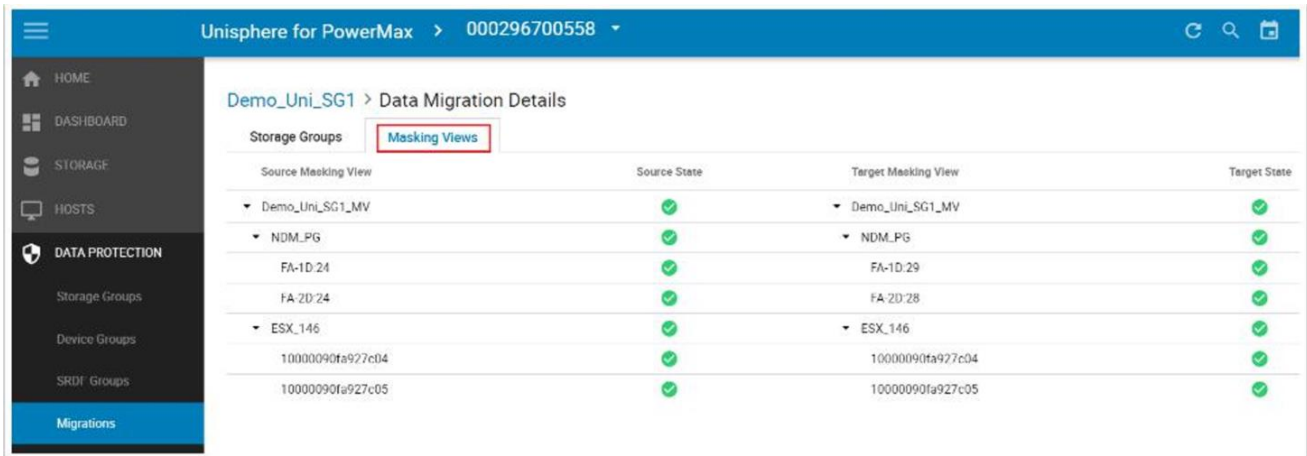 Unisphere for PowerMax > 000296700558
HOME
DASHBOARD
STORAGE
HOSTS
DATA PROTECTION
Storage Groups
Device Groups
SRDF Groups
Migrations
Demo_Uni_SG1 > Data Migration Details
Storage Groups Masking Views
Source Masking View Source State Target Masking View Target State
Demo_Uni_SG1_MV Demo_Uni_SG1_MV
NDM_PG NDM_PG
FA-1D:24 FA-1D:29
FA-2D:24 FA-2D:28
ESX_146 ESX_146
10000090fa927c04 10000090fa927c04
10000090fa927c05 10000090fa927c05